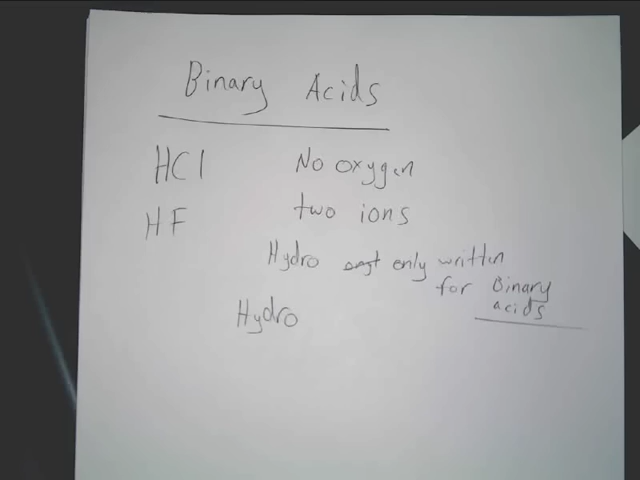 Binary Acids
HCl No oxygen
HF two ions
Hydro only written
for Binary
acids
Hydro